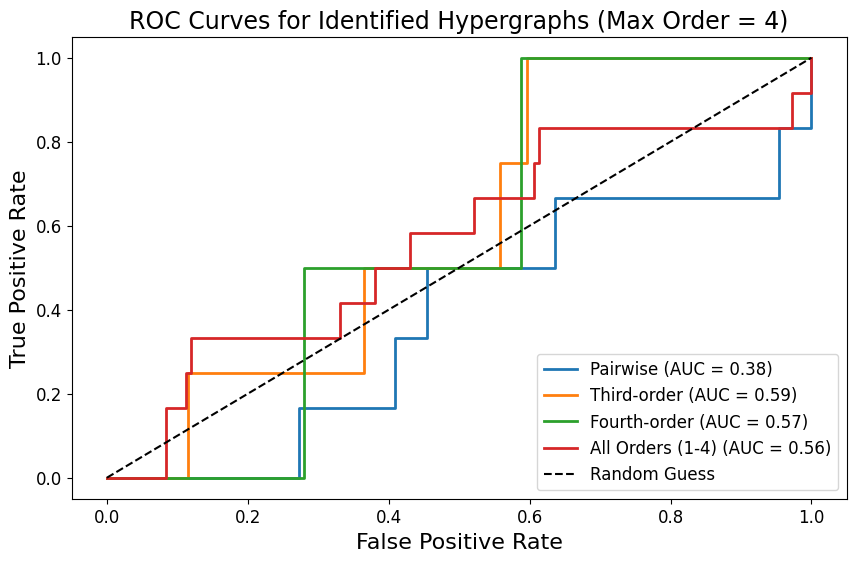 ROC Curves for Identified Hypergraphs (Max Order = 4)
True Positive Rate
1.0
0.8
0.6
0.4
0.2
0.0
Pairwise (AUC = 0.38)
Third-order (AUC = 0.59)
Fourth-order (AUC = 0.57)
All Orders (1-4) (AUC = 0.56)
Random Guess
0.0 0.2 0.4 0.6 0.8 1.0
False Positive Rate